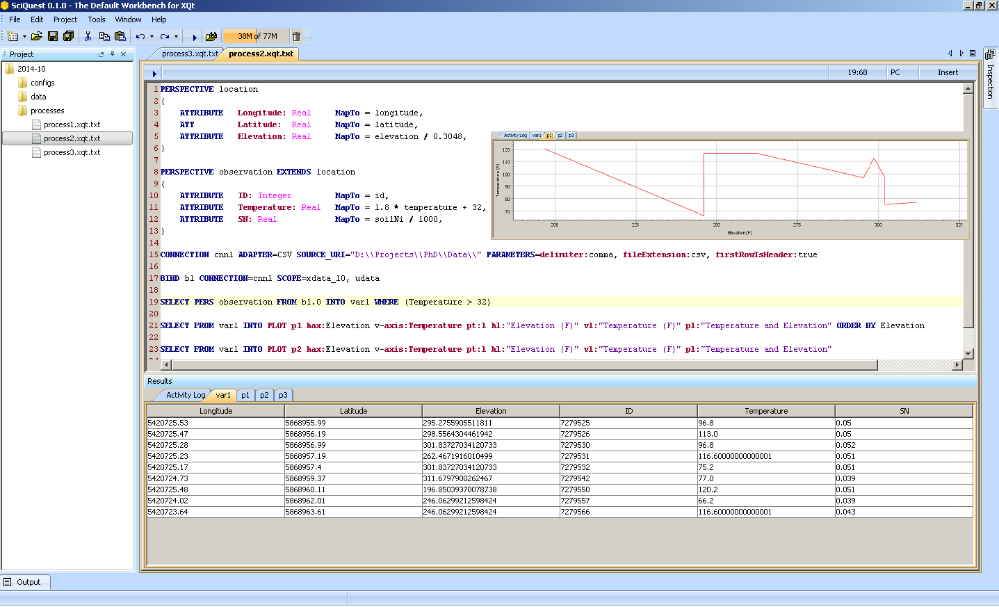 SciQuest 0.1.0 - The Default Workbench for XQt
File Edit Project Tools Window Help
38M of 77M
Project
2014-10
configs
data
processes
process1.xqt.txt
process2.xqt.txt
process3.xqt.txt
process3.xqt.txt process2.xqt.txt
19:68 PC Insert
1 PERSPECTIVE location
2 {
3 ATTRIBUTE Longitude: Real MapTo = longitude,
4 ATT Latitude: Real MapTo = latitude,
5 ATTRIBUTE Elevation: Real MapTo = elevation / 0.3048,
6 }
7
8 PERSPECTIVE observation EXTENDS location
9 {
10 ATTRIBUTE ID: Integer MapTo = id,
11 ATTRIBUTE Temperature: Real MapTo = 1.8 * temperature + 32,
12 ATTRIBUTE SN: Real MapTo = soilNi / 1000,
13 }
14
15 CONNECTION cnn1 ADAPTER=CSV SOURCE_URI="D:\\Projects\\PhD\\Data\\" PARAMETERS=delimiter:comma, fileExtension:csv, firstRowIsHeader:true
16
17 BIND b1 CONNECTION=cnn1 SCOPE=xdata_10, udata
18
19 SELECT PERS observation FROM b1.0 INTO var1 WHERE (Temperature > 32)
20
21 SELECT FROM var1 INTO PLOT p1 hax:Elevation v-axis:Temperature pt:l hl:"Elevation (F)" vl:"Temperature (F)" pl:"Temperature and Elevation" ORDER BY Elevation
22
23 SELECT FROM var1 INTO PLOT p2 hax:Elevation v-axis:Temperature pt:l hl:"Elevation (F)" vl:"Temperature (F)" pl:"Temperature and Elevation"
Activity Log var1 p1 p2 p3
Temperature (F)
120
110
100
90
80
70
200 225 250 275 300 325
Elevation(F)
Inspection
Results
Activity Log var1 p1 p2 p3
Longitude Latitude Elevation ID Temperature SN
5420725.53 5868955.99 295.2755905511811 7279525 96.8 0.05
5420725.47 5868956.19 298.5564304461942 7279526 113.0 0.05
5420725.28 5868956.99 301.83727034120733 7279530 96.8 0.052
5420725.23 5868957.19 262.4671916010499 7279531 116.60000000000001 0.051
5420725.17 5868957.4 301.83727034120733 7279532 75.2 0.051
5420724.73 5868959.37 311.6797900262467 7279542 77.0 0.039
5420725.48 5868960.11 196.85039370078738 7279550 120.2 0.051
5420724.02 5868962.01 246.06299212598424 7279557 66.2 0.039
5420723.64 5868963.61 246.06299212598424 7279566 116.60000000000001 0.043
Output